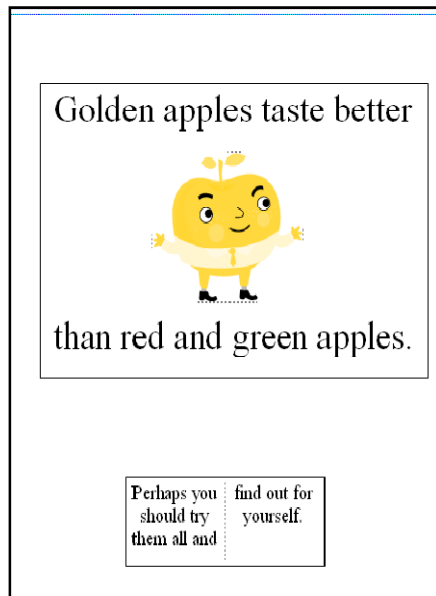 Golden apples taste better
than red and green apples.
Perhaps you
should try
them all and
find out for
yourself.